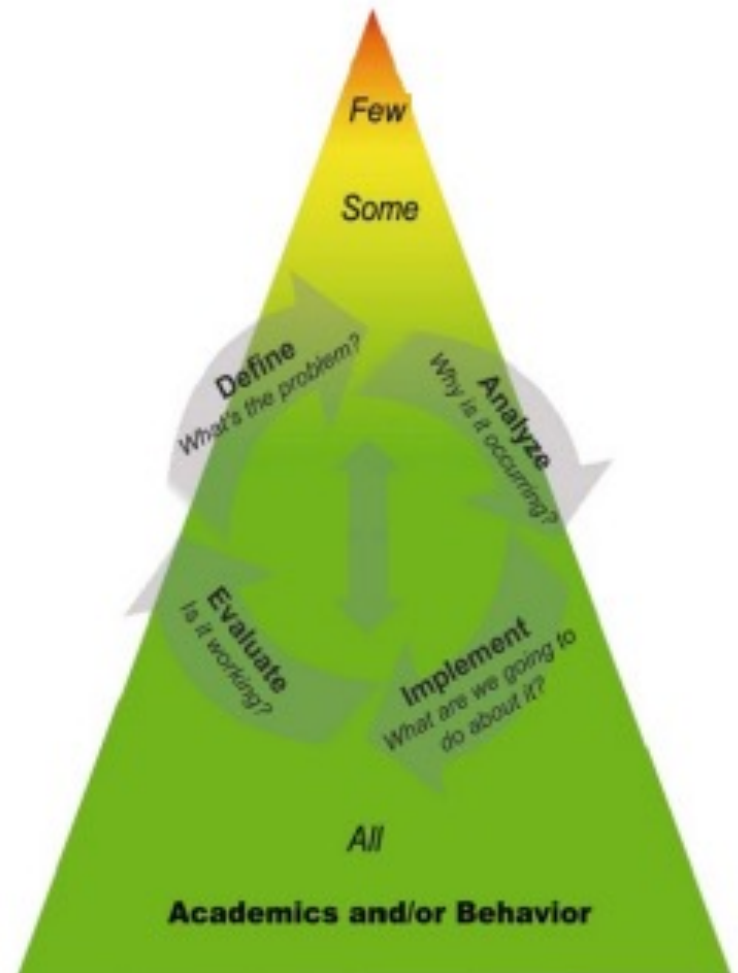 Few
Some
Define
What's the problem?
Analyze
Why is it occurring?
Implement
What are we going to
do about it?
Evaluate
Is it working?
All
Academics and/or Behavior